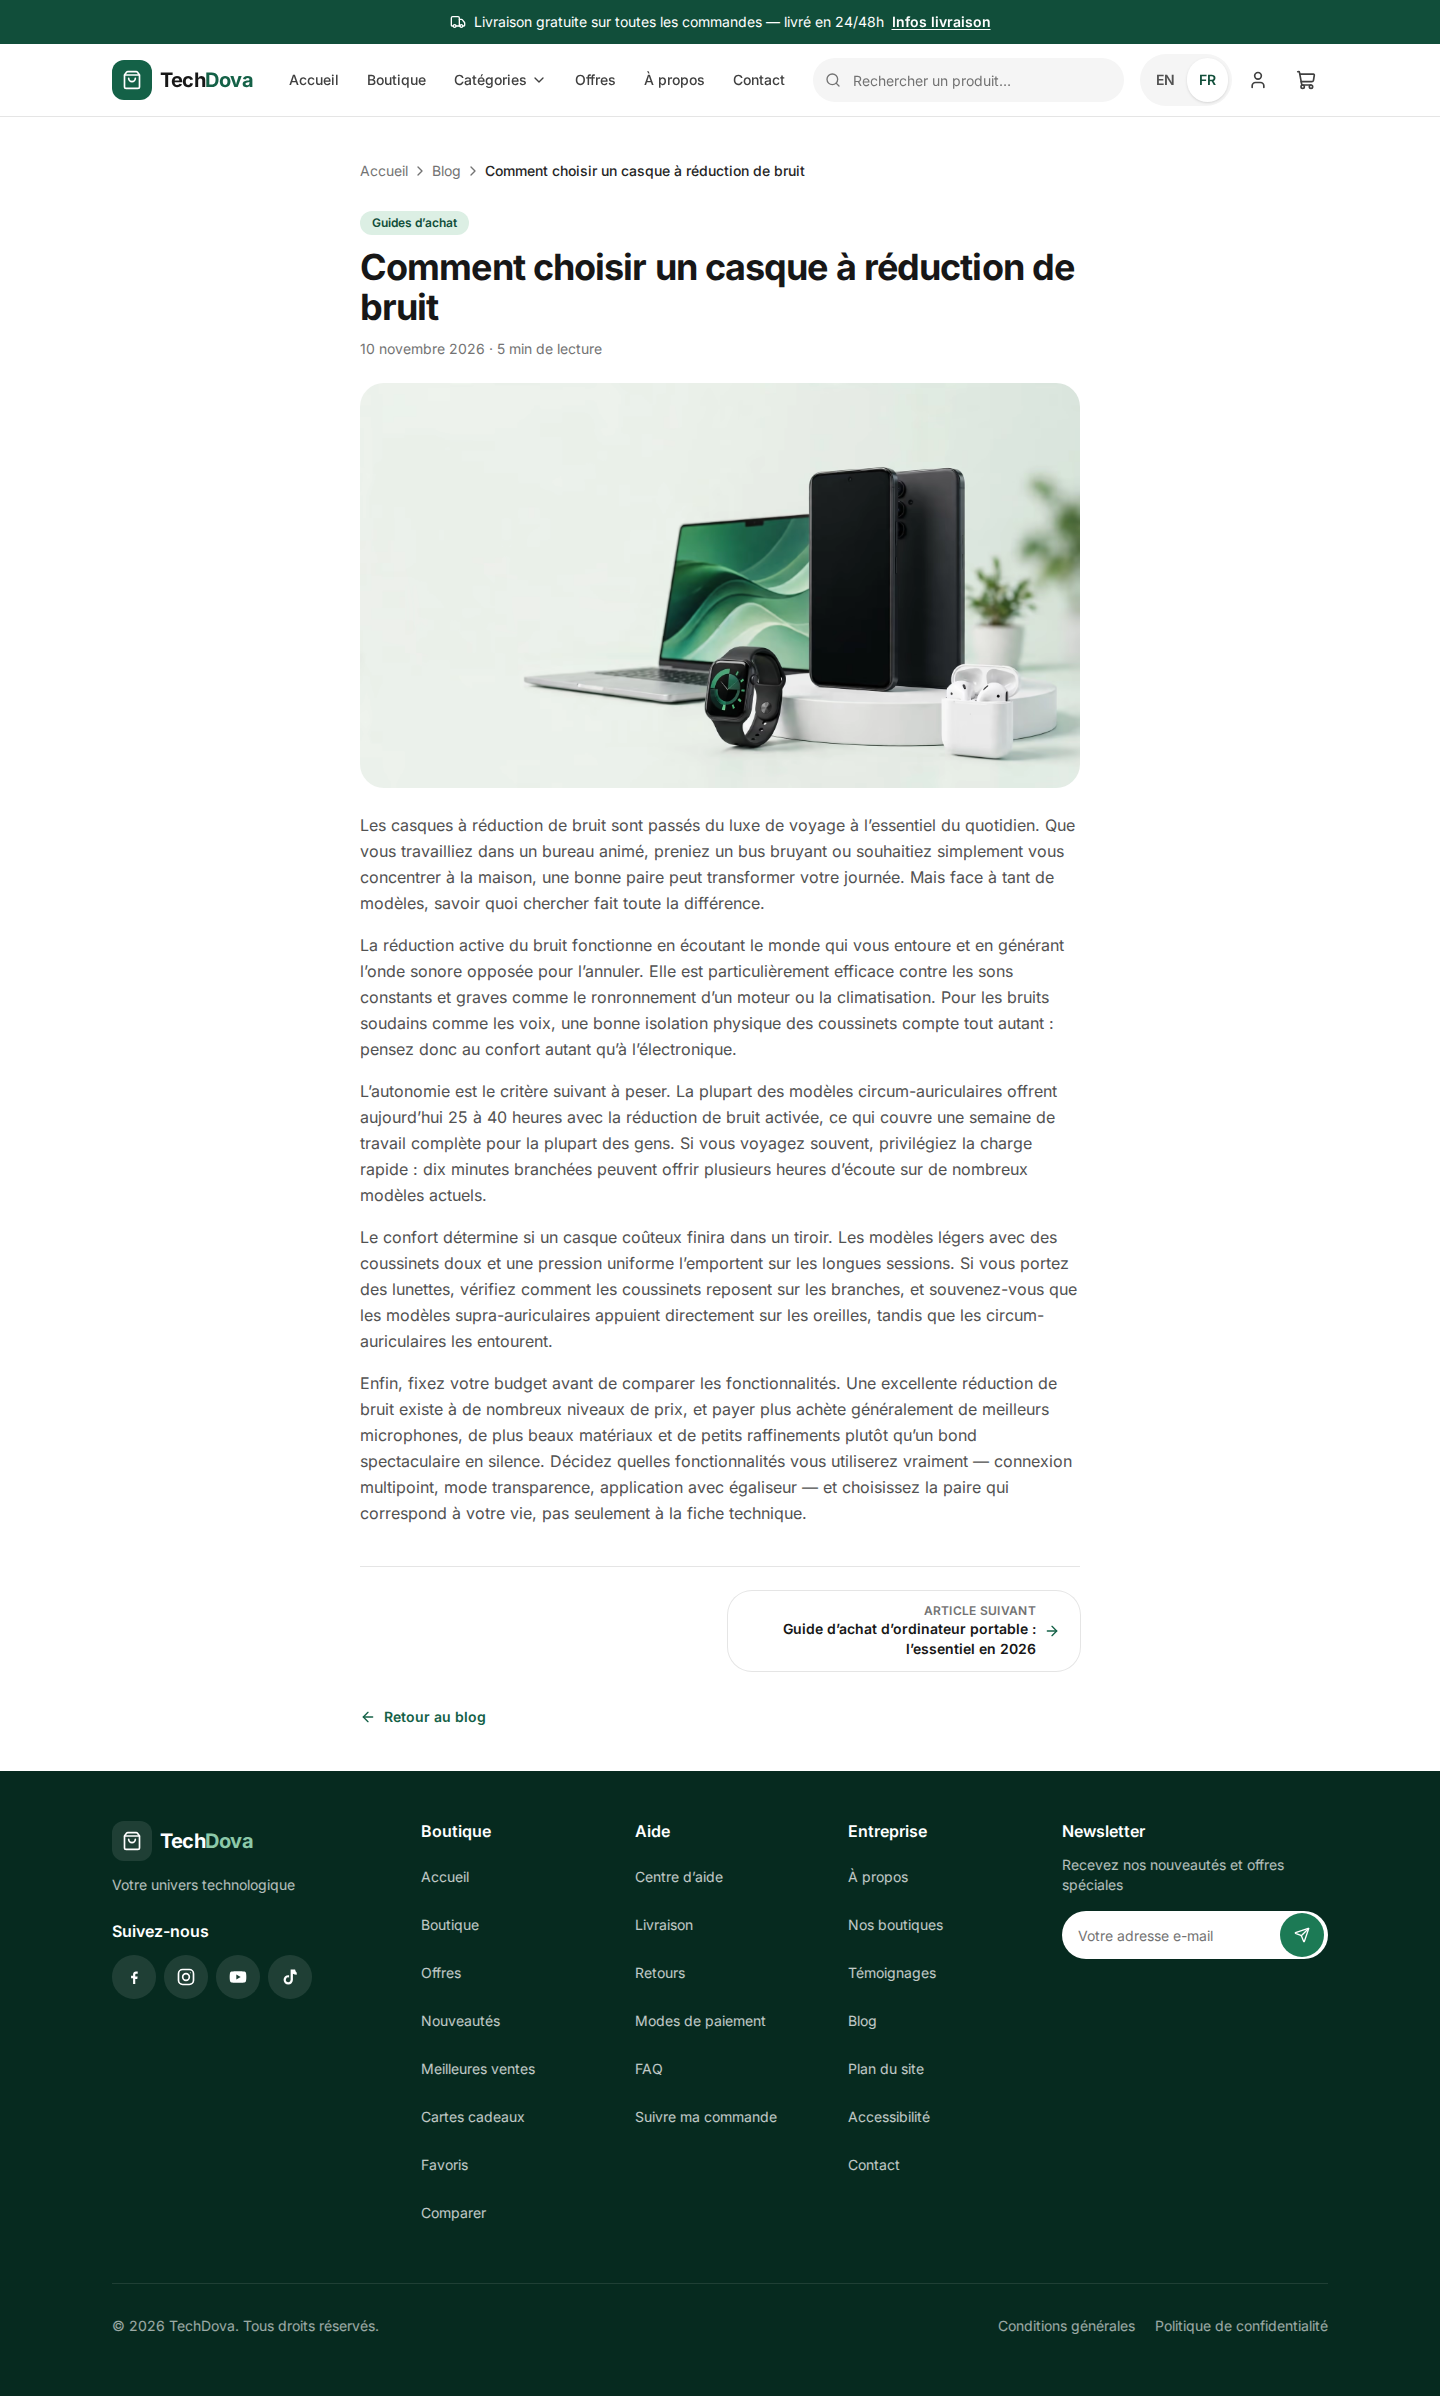 Livraison gratuite sur toutes les commandes — livré en 24/48h Infos livraison
TechDova
Accueil
Boutique
Catégories
Offres
À propos
Contact
Rechercher un produit...
EN
FR
Accueil > Blog > Comment choisir un casque à réduction de bruit
Guides d’achat
Comment choisir un casque à réduction de
bruit
10 novembre 2026 · 5 min de lecture
Les casques à réduction de bruit sont passés du luxe de voyage à l’essentiel du quotidien. Que
vous travailliez dans un bureau animé, preniez un bus bruyant ou souhaitiez simplement vous
concentrer à la maison, une bonne paire peut transformer votre journée. Mais face à tant de
modèles, savoir quoi chercher fait toute la différence.
La réduction active du bruit fonctionne en écoutant le monde qui vous entoure et en générant
l’onde sonore opposée pour l’annuler. Elle est particulièrement efficace contre les sons
constants et graves comme le ronronnement d’un moteur ou la climatisation. Pour les bruits
soudains comme les voix, une bonne isolation physique des coussinets compte tout autant :
pensez donc au confort autant qu’à l’électronique.
L’autonomie est le critère suivant à peser. La plupart des modèles circum-auriculaires offrent
aujourd’hui 25 à 40 heures avec la réduction de bruit activée, ce qui couvre une semaine de
travail complète pour la plupart des gens. Si vous voyagez souvent, privilégiez la charge
rapide : dix minutes branchées peuvent offrir plusieurs heures d’écoute sur de nombreux
modèles actuels.
Le confort détermine si un casque coûteux finira dans un tiroir. Les modèles légers avec des
coussinets doux et une pression uniforme l’emportent sur les longues sessions. Si vous portez
des lunettes, vérifiez comment les coussinets reposent sur les branches, et souvenez-vous que
les modèles supra-auriculaires appuient directement sur les oreilles, tandis que les circum-
auriculaires les entourent.
Enfin, fixez votre budget avant de comparer les fonctionnalités. Une excellente réduction de
bruit existe à de nombreux niveaux de prix, et payer plus achète généralement de meilleurs
microphones, de plus beaux matériaux et de petits raffinements plutôt qu’un bond
spectaculaire en silence. Décidez quelles fonctionnalités vous utiliserez vraiment — connexion
multipoint, mode transparence, application avec égaliseur — et choisissez la paire qui
correspond à votre vie, pas seulement à la fiche technique.
ARTICLE SUIVANT
Guide d’achat d’ordinateur portable :
l’essentiel en 2026
Retour au blog
TechDova
Votre univers technologique
Suivez-nous
Boutique
Accueil
Boutique
Offres
Nouveautés
Meilleures ventes
Cartes cadeaux
Favoris
Comparer
Aide
Centre d’aide
Livraison
Retours
Modes de paiement
FAQ
Suivre ma commande
Entreprise
À propos
Nos boutiques
Témoignages
Blog
Plan du site
Accessibilité
Contact
Newsletter
Recevez nos nouveautés et offres
spéciales
Votre adresse e-mail
© 2026 TechDova. Tous droits réservés.
Conditions générales
Politique de confidentialité